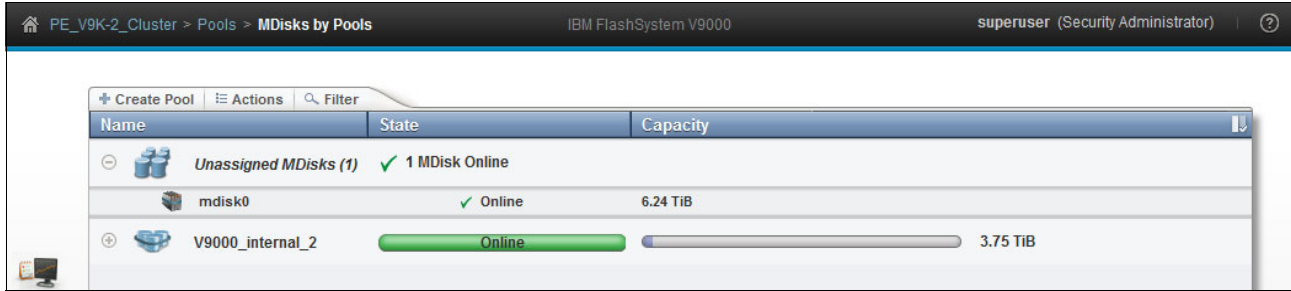 PE_V9K-2_Cluster > Pools > MDisks by Pools IBM FlashSystem V9000 superuser (Security Administrator) | ?
Create Pool Actions Filter
Name State Capacity
Unassigned MDisks (1) 1 MDisk Online
mdisk0 Online 6.24 TiB
V9000_internal_2 Online 3.75 TiB